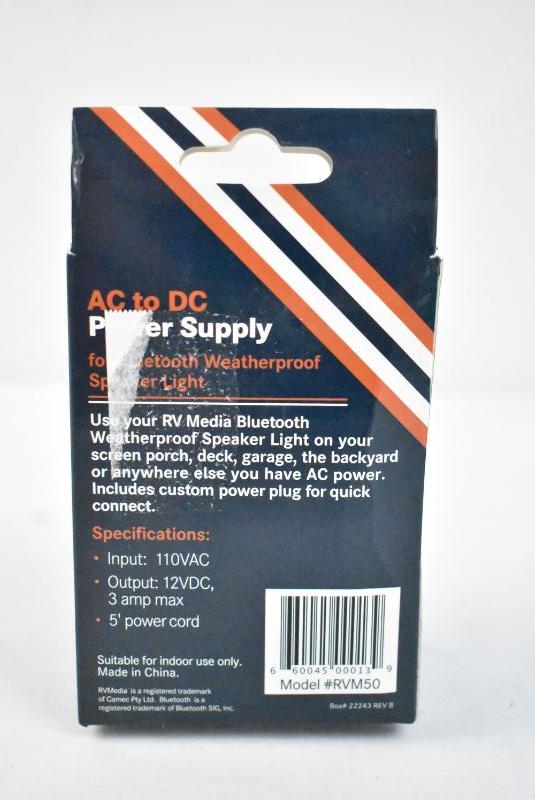 AC to DC
Power Supply
for Bluetooth Weatherproof
Speaker Light
Use your RV Media Bluetooth
Weatherproof Speaker Light on your
screen porch, deck, garage, the backyard
or anywhere else you have AC power.
Includes custom power plug for quick
connect.
Specifications:
• Input: 110VAC
• Output: 12VDC,
3 amp max
• 5' power cord
6 60045 00013 9
Model #RVM50
Suitable for indoor use only.
Made in China.
RVMedia is a registered trademark
of Camec Pty Ltd. Bluetooth is a
registered trademark of Bluetooth SIG, Inc.
Box# 22243 REV B